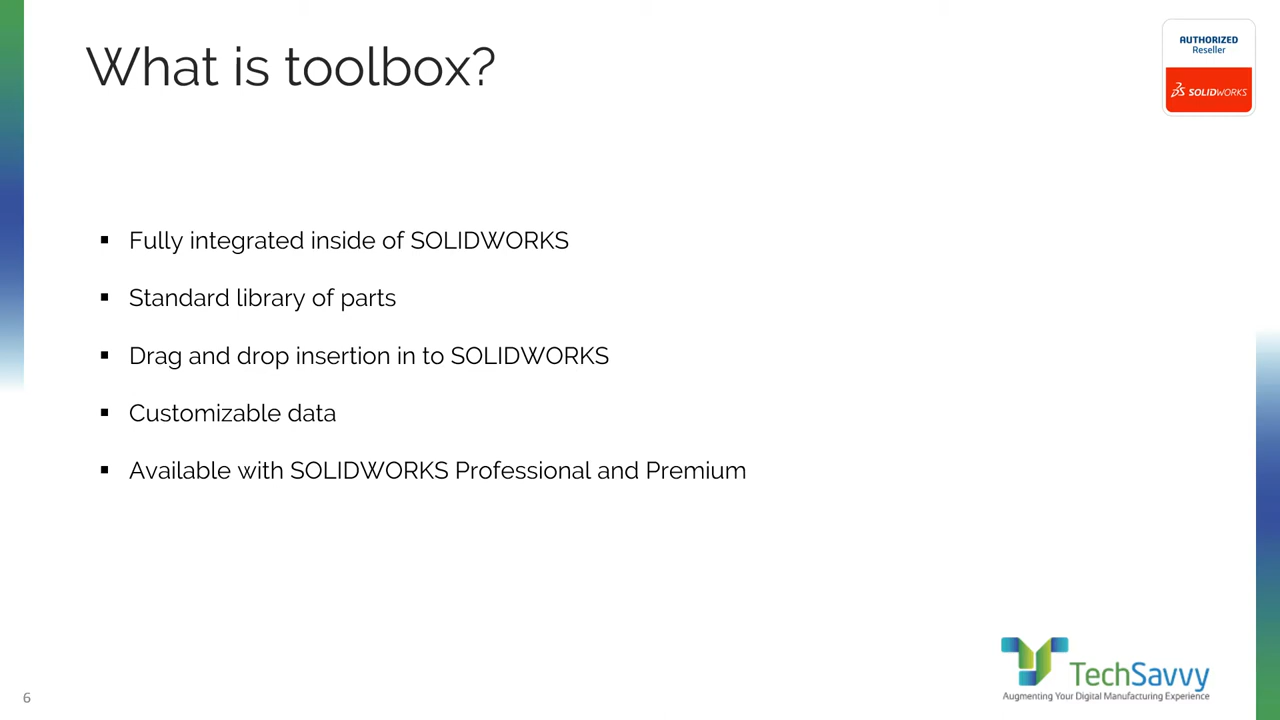 What is toolbox?
AUTHORIZED
Reseller
SOLIDWORKS
▪ Fully integrated inside of SOLIDWORKS
▪ Standard library of parts
▪ Drag and drop insertion in to SOLIDWORKS
▪ Customizable data
▪ Available with SOLIDWORKS Professional and Premium
TechSavvy
Augmenting Your Digital Manufacturing Experience
6